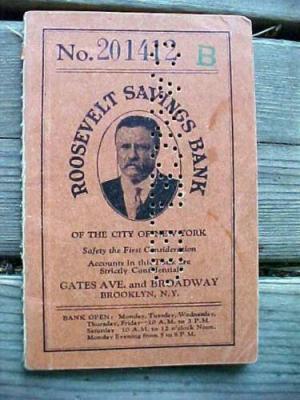 No. 201412 B
ROOSEVELT SAVINGS BANK
OF THE CITY OF NEW YORK
Safety the First Consideration
Accounts in this Bank are
Strictly Confidential
GATES AVE. and BROADWAY
BROOKLYN, N.Y.
BANK OPEN: Monday, Tuesday, Wednesday,
Thursday, Friday—10 A.M. to 3 P.M.
Saturday 10 A.M. to 12 o'clock Noon.
Monday Evening from 5 to 8 P.M.